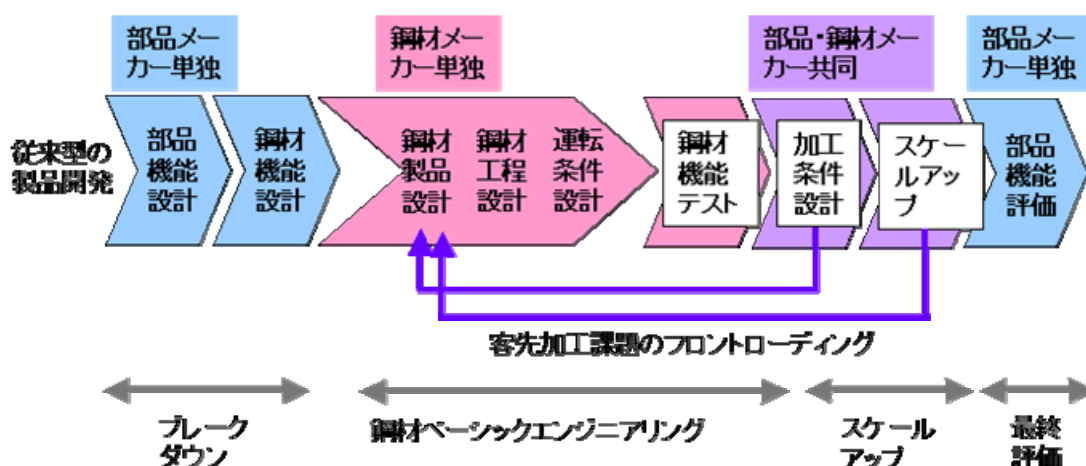 部品メー
カー単独
鋼材メー
カー単独
部品・鋼材メー
カー共同
部品メー
カー単独
従来型の
製品開発
部品
機能
設計
鋼材
機能
設計
鋼材
製品
設計
鋼材
工程
設計
運転
条件
設計
鋼材
機能
テスト
加工
条件
設計
スケー
ルアッ
プ
部品
機能
評価
客先加工課題のフロントローディング
ブレーク
ダウン
鋼材ベーシックエンジニアリング
スケール
アップ
最終
評価